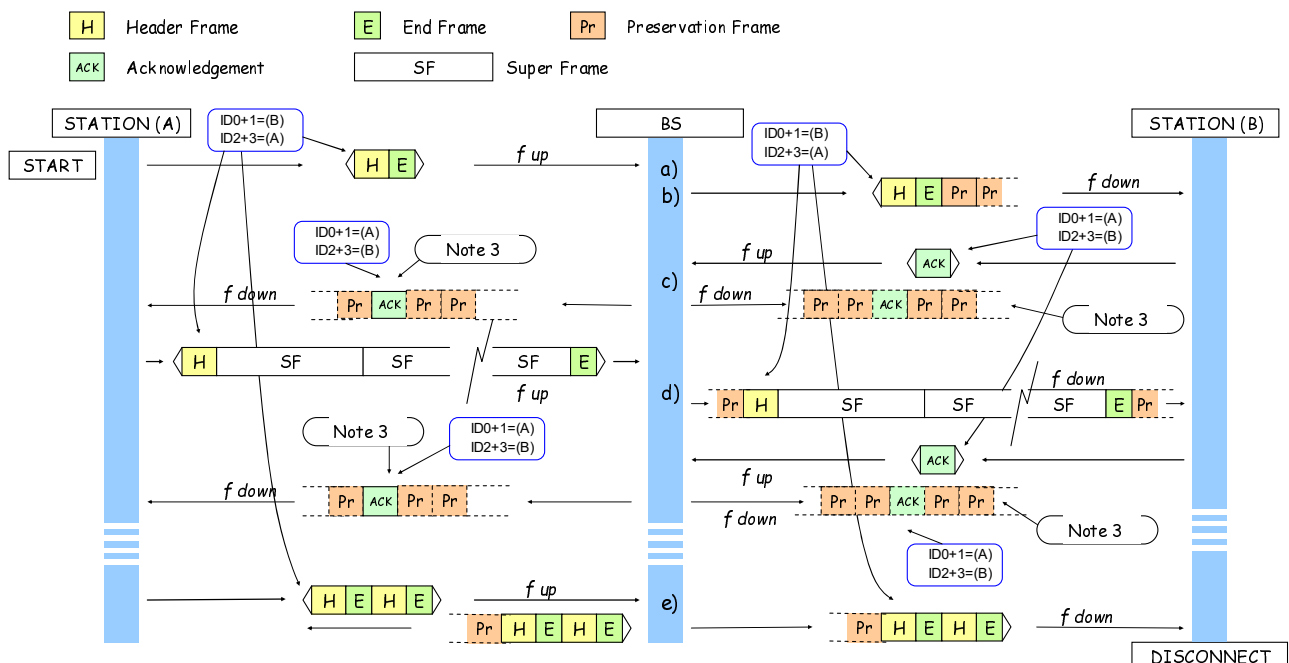 H Header Frame E End Frame Pr Preservation Frame
ACK Acknowledgement SF Super Frame
STATION (A) BS STATION (B)
ID0+1=(B)
ID2+3=(A)
ID0+1=(B)
ID2+3=(A)
START H E f up a)
b) H E Pr Pr f down
ID0+1=(A)
ID2+3=(B)
Note 3
ID0+1=(A)
ID2+3=(B)
f up ACK
c)
f down Pr ACK Pr Pr f down Pr Pr ACK Pr Pr
Note 3
H SF SF SF E
f up
d) f down
Pr H SF SF SF E Pr
Note 3
ID0+1=(A)
ID2+3=(B)
ACK
f up
f down Pr ACK Pr Pr
Pr Pr ACK Pr Pr
f down
Note 3
ID0+1=(A)
ID2+3=(B)
H E H E f up e)
Pr H E H E
Pr H E H E f down
DISCONNECT